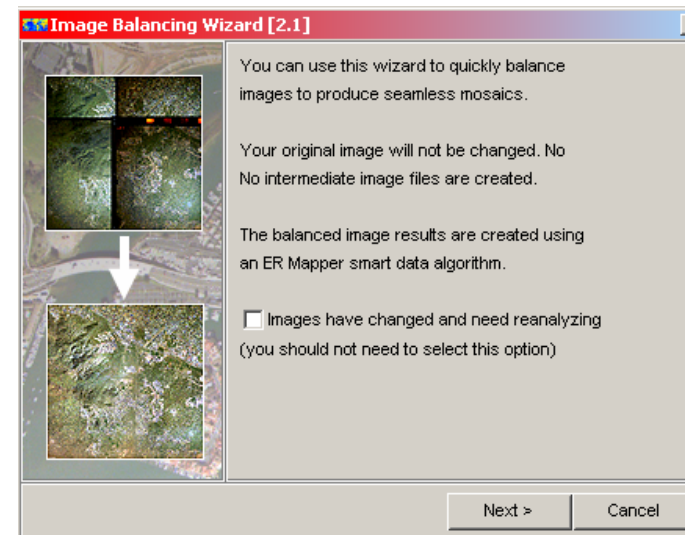 Image Balancing Wizard [2.1]
You can use this wizard to quickly balance
images to produce seamless mosaics.
Your original image will not be changed. No
No intermediate image files are created.
The balanced image results are created using
an ER Mapper smart data algorithm.
Images have changed and need reanalyzing
(you should not need to select this option)
Next >
Cancel